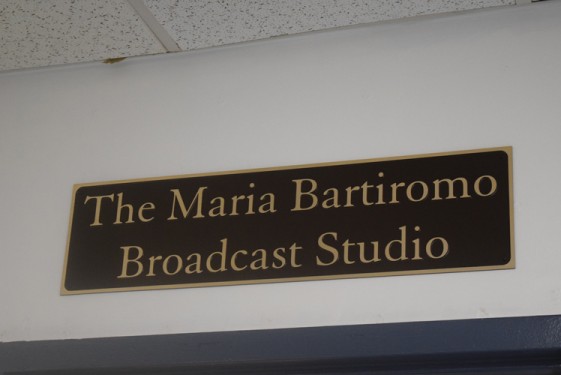 The Maria Bartiromo
Broadcast Studio